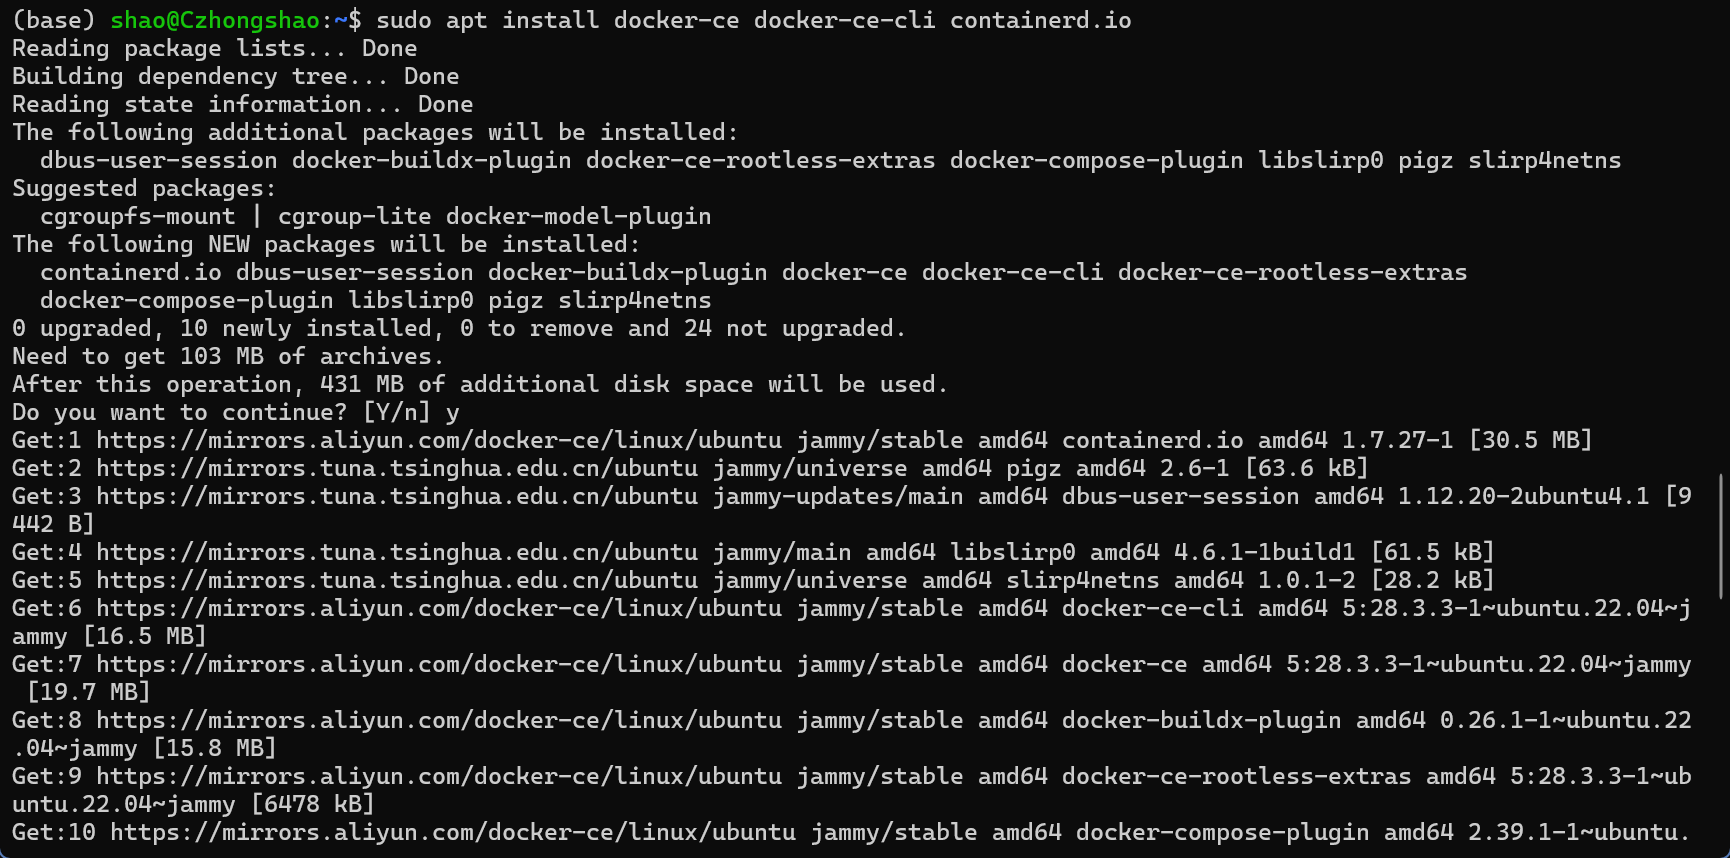 (base) shao@Czhongshao:~$ sudo apt install docker-ce docker-ce-cli containerd.io
Reading package lists... Done
Building dependency tree... Done
Reading state information... Done
The following additional packages will be installed:
  dbus-user-session docker-buildx-plugin docker-ce-rootless-extras docker-compose-plugin libslirp0 pigz slirp4netns
Suggested packages:
  cgroupfs-mount | cgroup-lite docker-model-plugin
The following NEW packages will be installed:
  containerd.io dbus-user-session docker-buildx-plugin docker-ce docker-ce-cli docker-ce-rootless-extras
  docker-compose-plugin libslirp0 pigz slirp4netns
0 upgraded, 10 newly installed, 0 to remove and 24 not upgraded.
Need to get 103 MB of archives.
After this operation, 431 MB of additional disk space will be used.
Do you want to continue? [Y/n] y
Get:1 https://mirrors.aliyun.com/docker-ce/linux/ubuntu jammy/stable amd64 containerd.io amd64 1.7.27-1 [30.5 MB]
Get:2 https://mirrors.tuna.tsinghua.edu.cn/ubuntu jammy/universe amd64 pigz amd64 2.6-1 [63.6 kB]
Get:3 https://mirrors.tuna.tsinghua.edu.cn/ubuntu jammy-updates/main amd64 dbus-user-session amd64 1.12.20-2ubuntu4.1 [9
442 B]
Get:4 https://mirrors.tuna.tsinghua.edu.cn/ubuntu jammy/main amd64 libslirp0 amd64 4.6.1-1build1 [61.5 kB]
Get:5 https://mirrors.tuna.tsinghua.edu.cn/ubuntu jammy/universe amd64 slirp4netns amd64 1.0.1-2 [28.2 kB]
Get:6 https://mirrors.aliyun.com/docker-ce/linux/ubuntu jammy/stable amd64 docker-ce-cli amd64 5:28.3.3-1~ubuntu.22.04~j
ammy [16.5 MB]
Get:7 https://mirrors.aliyun.com/docker-ce/linux/ubuntu jammy/stable amd64 docker-ce amd64 5:28.3.3-1~ubuntu.22.04~jammy
 [19.7 MB]
Get:8 https://mirrors.aliyun.com/docker-ce/linux/ubuntu jammy/stable amd64 docker-buildx-plugin amd64 0.26.1-1~ubuntu.22
.04~jammy [15.8 MB]
Get:9 https://mirrors.aliyun.com/docker-ce/linux/ubuntu jammy/stable amd64 docker-ce-rootless-extras amd64 5:28.3.3-1~ub
untu.22.04~jammy [6478 kB]
Get:10 https://mirrors.aliyun.com/docker-ce/linux/ubuntu jammy/stable amd64 docker-compose-plugin amd64 2.39.1-1~ubuntu.